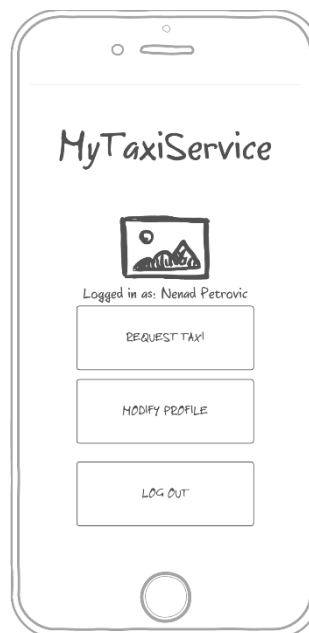 MyTaxiService
Logged in as: Nenad Petrovic
REQUEST TAXI
MODIFY PROFILE
LOG OUT